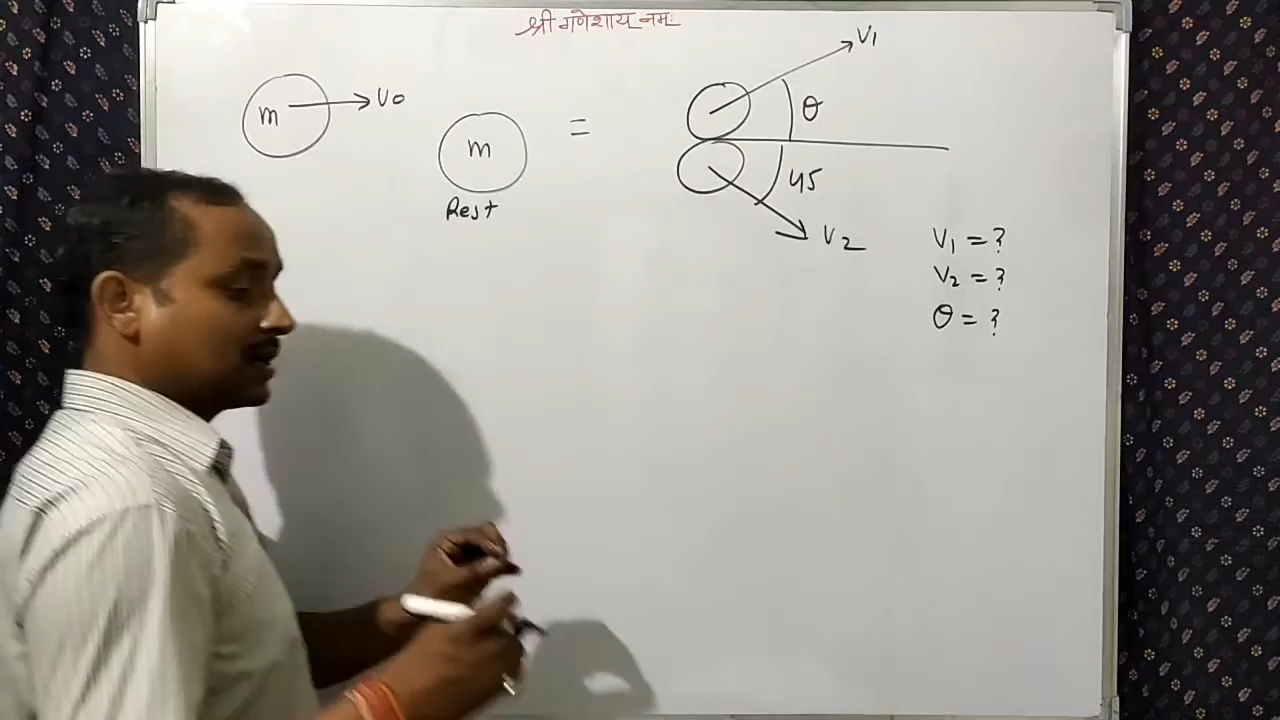 श्री गणेशाय नमः
m
V0
m
Rest
=
V1
θ
45
V2
V1 = ?
V2 = ?
θ = ?